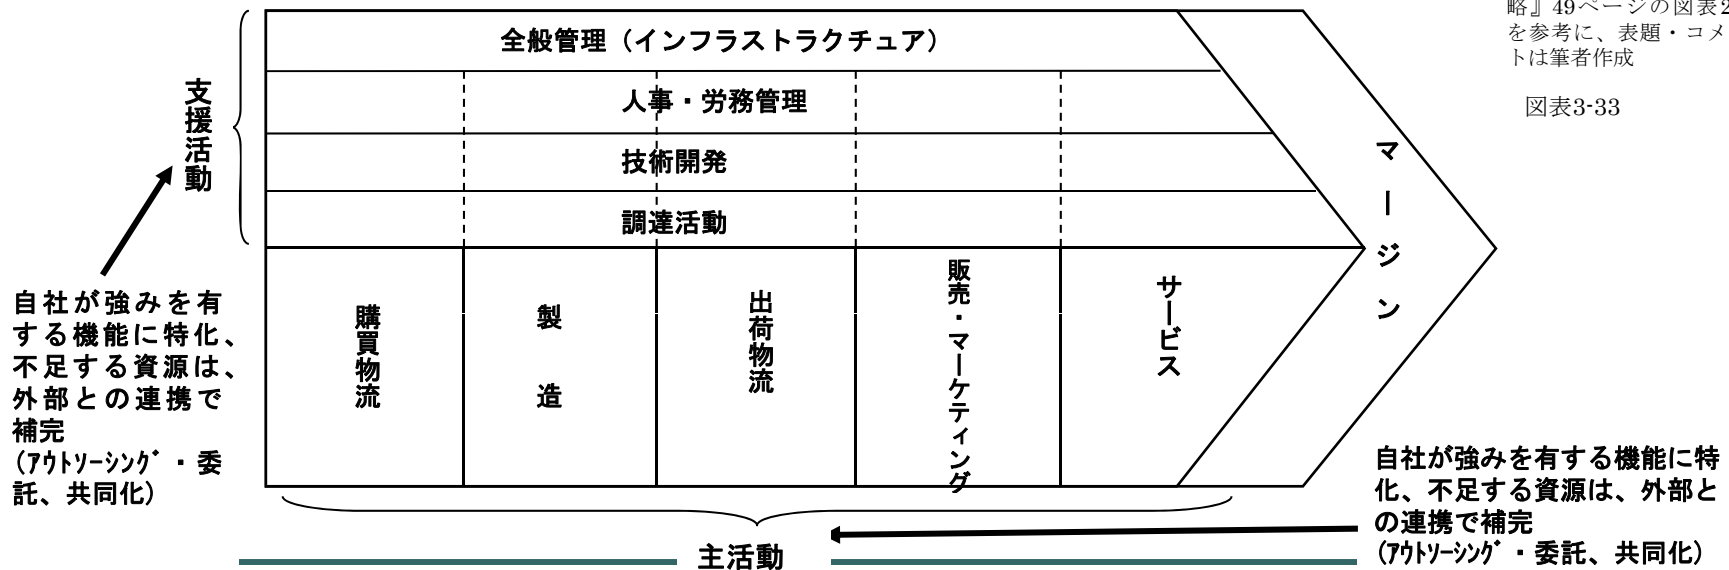 略』49ページの図表2
を参考に、表題・コメ
トは筆者作成
図表3-33
全般管理（インフラストラクチュア）
人事・労務管理
技術開発
調達活動
支援活動
購買物流
製造
出荷物流
販売・マーケティング
サービス
マージン
自社が強みを有
する機能に特化、
不足する資源は、
外部との連携で
補完
（ｱｳﾄｿｰｼﾝｸﾞ・委
託、共同化）
主活動
自社が強みを有する機能に特
化、不足する資源は、外部と
の連携で補完
（ｱｳﾄｿｰｼﾝｸﾞ・委託、共同化）